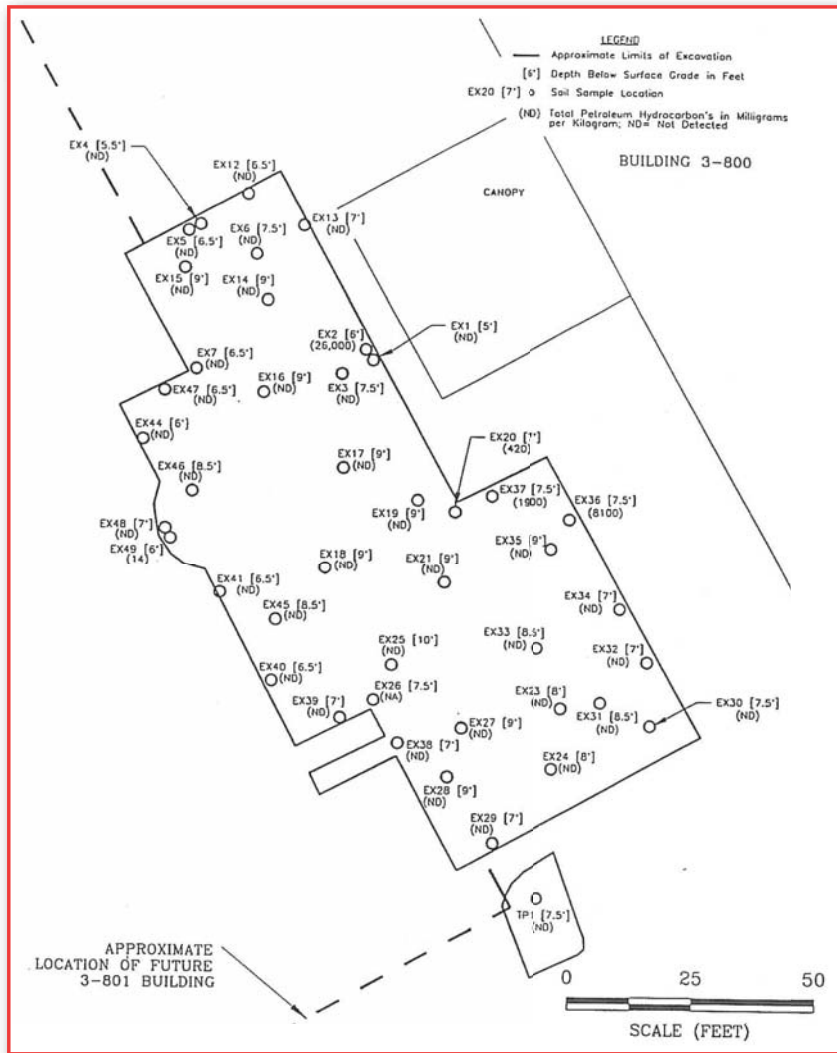 LEGEND
Approximate Limits of Excavation
[6'] Depth Below Surface Grade in Feet
EX20 [7'] o Soil Sample Location
(ND) Total Petroleum Hydrocarbon's in Milligrams
per Kilogram; ND= Not Detected
BUILDING 3-800
CANOPY
EX4 [5.5']
(ND)
EX12 [6.5']
(ND)
EX13 [7']
(ND)
EX6 [7.5']
(ND)
EX5 [6.5']
(ND)
EX15 [9']
(ND)
EX14 [9']
(ND)
EX1 [5']
(ND)
EX2 [6']
(26,000)
EX3 [7.5']
(ND)
EX7 [6.5']
(ND)
EX47 [6.5']
(ND)
EX16 [9']
(ND)
EX44 [6']
(ND)
EX17 [9']
(ND)
EX20 [7']
(420)
EX46 [8.5']
(ND)
EX37 [7.5']
(1900)
EX36 [7.5']
(8100)
EX19 [9']
(ND)
EX48 [7']
(ND)
EX49 [6']
(14)
EX35 [9']
(ND)
EX18 [9']
(ND)
EX21 [9']
(ND)
EX41 [6.5']
(ND)
EX45 [8.5']
(ND)
EX34 [7']
(ND)
EX33 [8.5']
(ND)
EX25 [10']
(ND)
EX32 [7']
(ND)
EX40 [6.5']
(ND)
EX26 [7.5']
(NA)
EX39 [7']
(ND)
EX23 [8']
(ND)
EX31 [8.5']
(ND)
EX30 [7.5']
(ND)
EX27 [9']
(ND)
EX38 [7']
(ND)
EX24 [8']
(ND)
EX28 [9']
(ND)
EX29 [7']
(ND)
TP1 [7.5']
(ND)
APPROXIMATE
LOCATION OF FUTURE
3-801 BUILDING
0 25 50
SCALE (FEET)